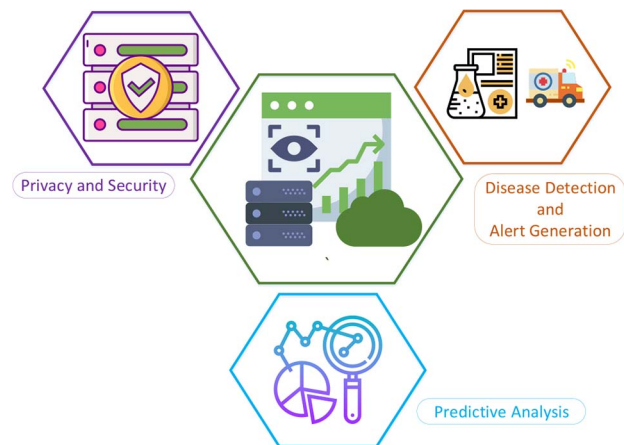 Privacy and Security
Disease Detection
and
Alert Generation
Predictive Analysis